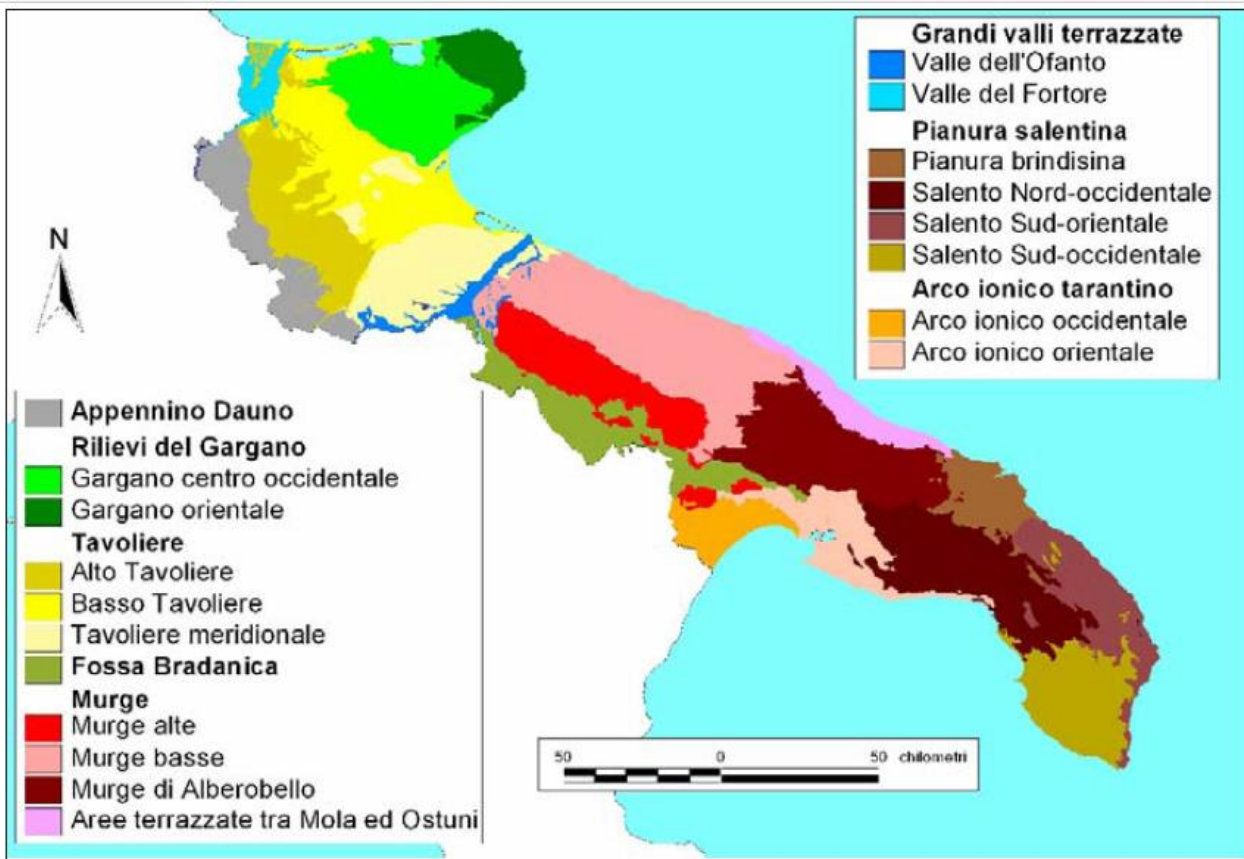 Grandi valli terrazzate
Valle dell'Ofanto
Valle del Fortore
Pianura salentina
Pianura brindisina
Salento Nord-occidentale
Salento Sud-orientale
Salento Sud-occidentale
Arco ionico tarantino
Arco ionico occidentale
Arco ionico orientale
N
Appennino Dauno
Rilievi del Gargano
Gargano centro occidentale
Gargano orientale
Tavoliere
Alto Tavoliere
Basso Tavoliere
Tavoliere meridionale
Fossa Bradanica
Murge
Murge alte
Murge basse
Murge di Alberobello
Aree terrazzate tra Mola ed Ostuni
50 0 50 chilometri